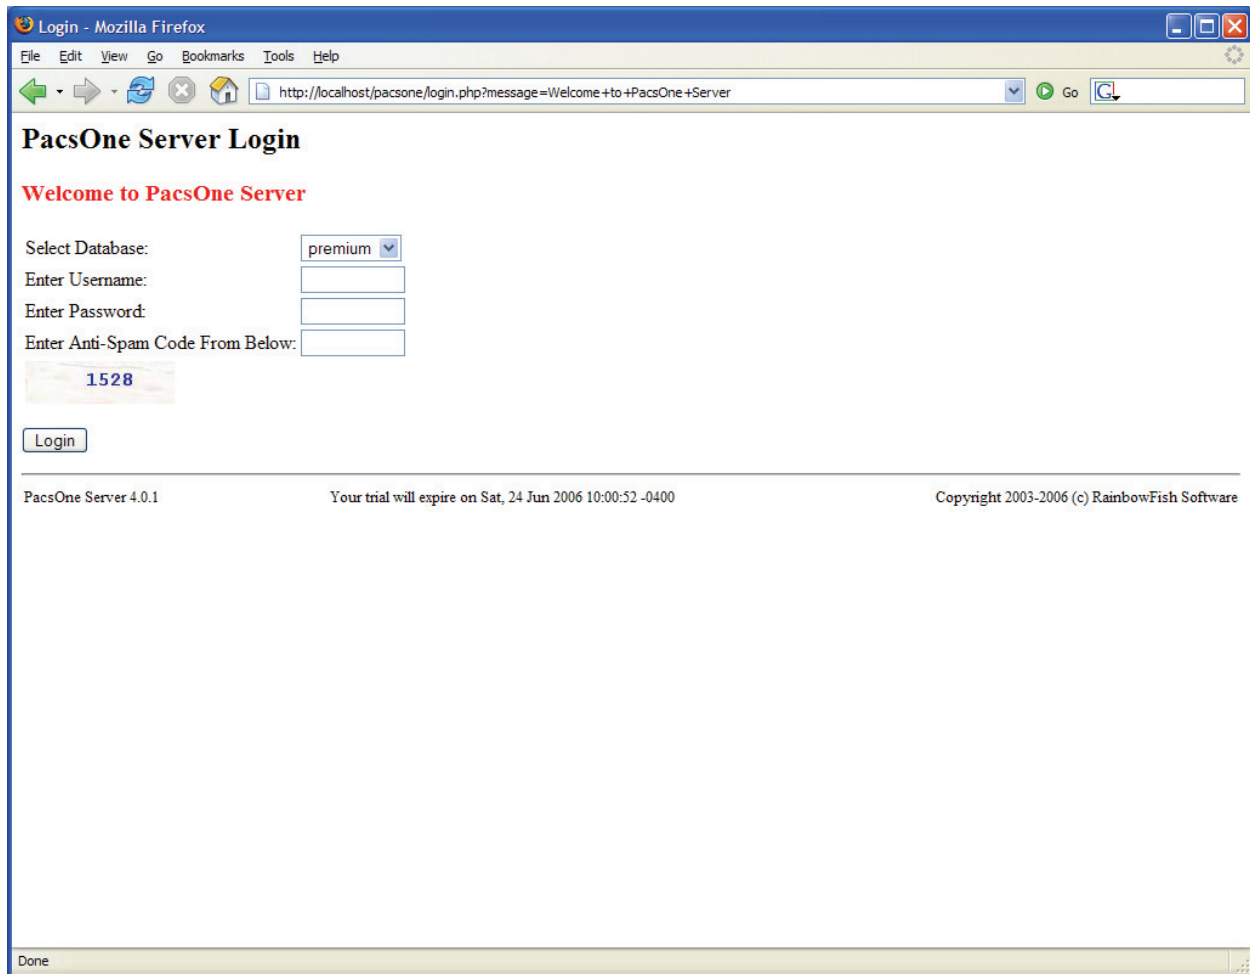 Login - Mozilla Firefox
File Edit View Go Bookmarks Tools Help
http://localhost/pacsone/login.php?message=Welcome+to+PacsOne+Server Go G
PacsOne Server Login
Welcome to PacsOne Server
Select Database: premium
Enter Username:
Enter Password:
Enter Anti-Spam Code From Below:
1528
Login
PacsOne Server 4.0.1 Your trial will expire on Sat, 24 Jun 2006 10:00:52 -0400 Copyright 2003-2006 (c) RainbowFish Software
Done